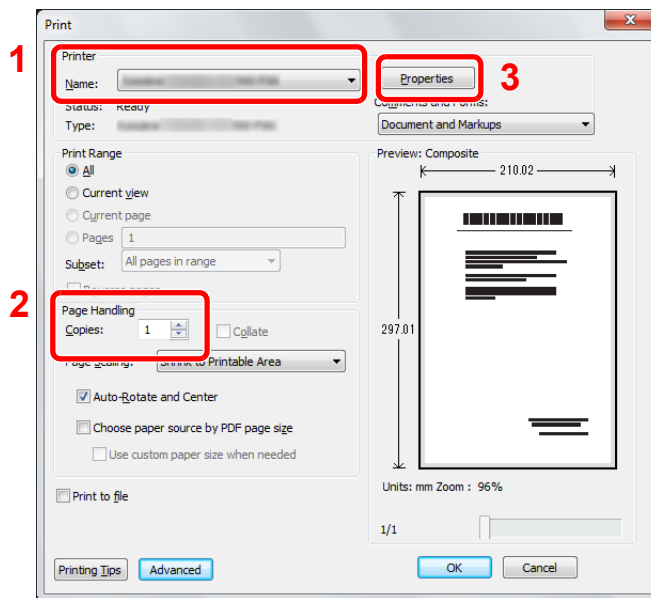 Print
1
Printer
Name:
Properties
3
Status: Ready
Comments and Forms:
Type:
Document and Markups
Print Range
All
Current view
Current page
Pages 1
Subset: All pages in range
Reverse pages
Preview: Composite
210.02
297.01
2
Page Handling
Copies: 1 Collate
Page Scaling: Shrink to Printable Area
Auto-Rotate and Center
Choose paper source by PDF page size
Use custom paper size when needed
Print to file
Units: mm Zoom : 96%
1/1
Printing Tips Advanced OK Cancel